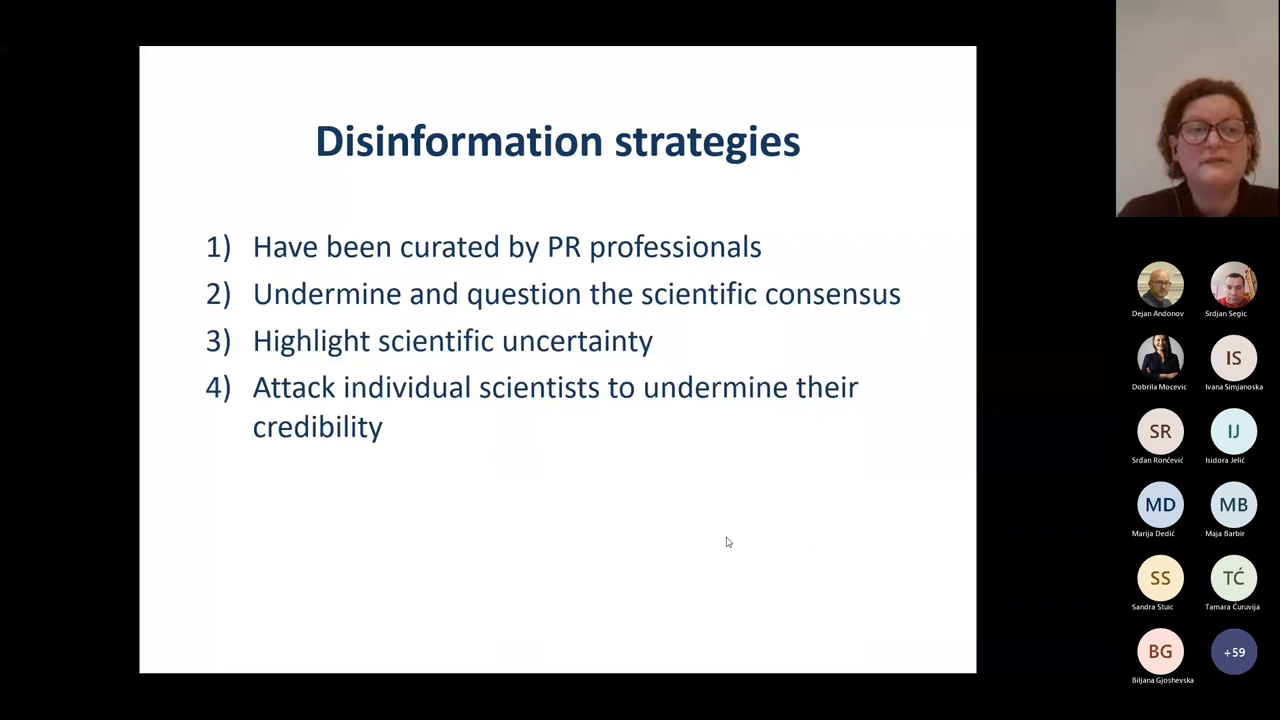 Disinformation strategies
1) Have been curated by PR professionals
2) Undermine and question the scientific consensus
3) Highlight scientific uncertainty
4) Attack individual scientists to undermine their
credibility
Dejan Andonov
Srdjan Segic
Dobrila Mocevic
IS
Ivana Simjanoska
SR
Srđan Rončević
IJ
Isidora Jelić
MD
Marija Dedić
MB
Maja Barbir
SS
Sandra Stuic
TĆ
Tamara Ćuruvija
BG
Biljana Gjoshevska
+59